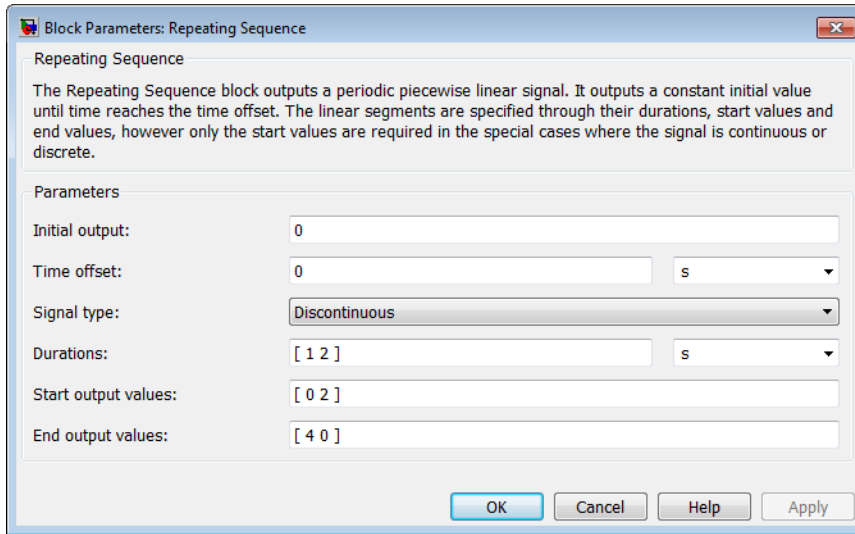 Block Parameters: Repeating Sequence
Repeating Sequence
The Repeating Sequence block outputs a periodic piecewise linear signal. It outputs a constant initial value
until time reaches the time offset. The linear segments are specified through their durations, start values and
end values, however only the start values are required in the special cases where the signal is continuous or
discrete.
Parameters
Initial output: 0
Time offset: 0 s
Signal type: Discontinuous
Durations: [ 1 2 ] s
Start output values: [ 0 2 ]
End output values: [ 4 0 ]
OK Cancel Help Apply